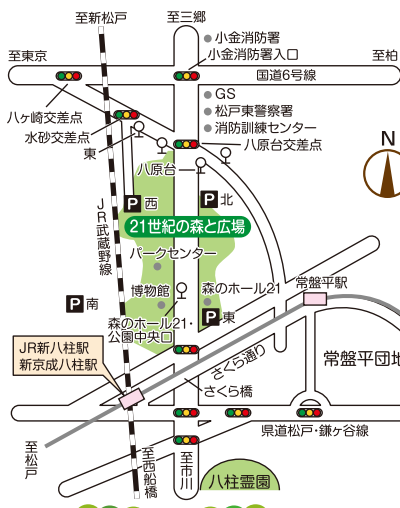 至新松戸
至三郷
小金消防署
小金消防署入口
至東京
至柏
国道6号線
GS
八ヶ崎交差点
松戸東警察署
水砂交差点
消防訓練センター
東
八原台交差点
N
八原台
P 西
P 北
21世紀の森と広場
JR武蔵野線
パークセンター
博物館
森のホール21
常盤平駅
P 南
P 東
森のホール21・
公園中央口
JR新八柱駅
新京成八柱駅
さくら通り
常盤平団地
さくら橋
県道松戸・鎌ヶ谷線
至松戸
至西船橋
至市川
八柱霊園